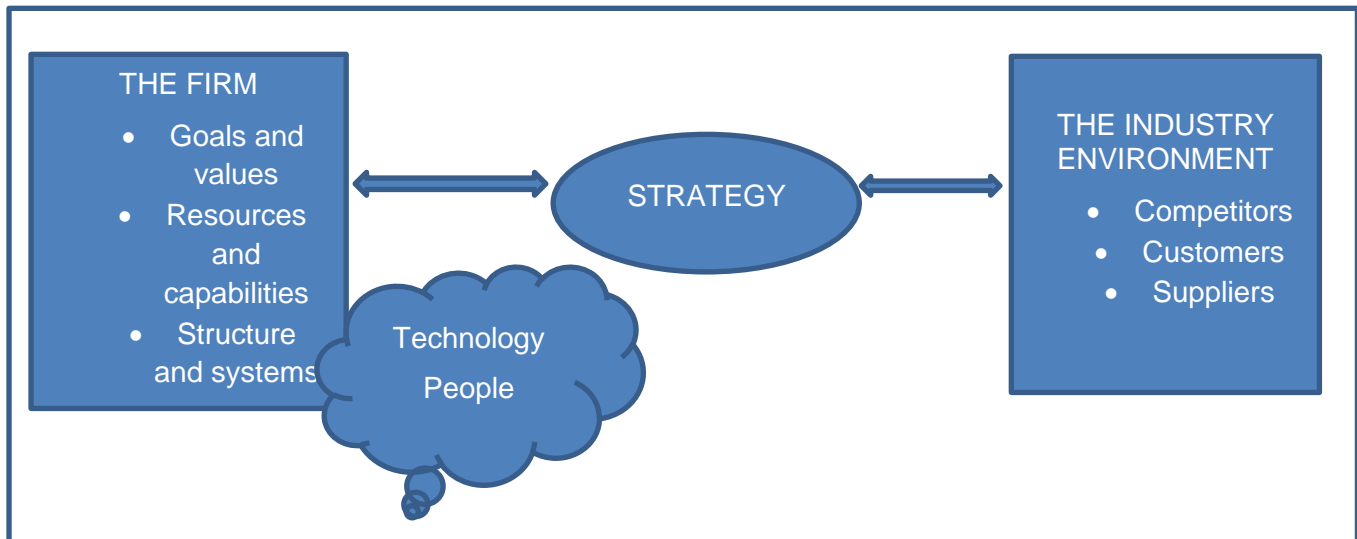 THE FIRM
• Goals and
values
• Resources
and
capabilities
• Structure
and systems
Technology
People
STRATEGY
THE INDUSTRY
ENVIRONMENT
• Competitors
• Customers
• Suppliers